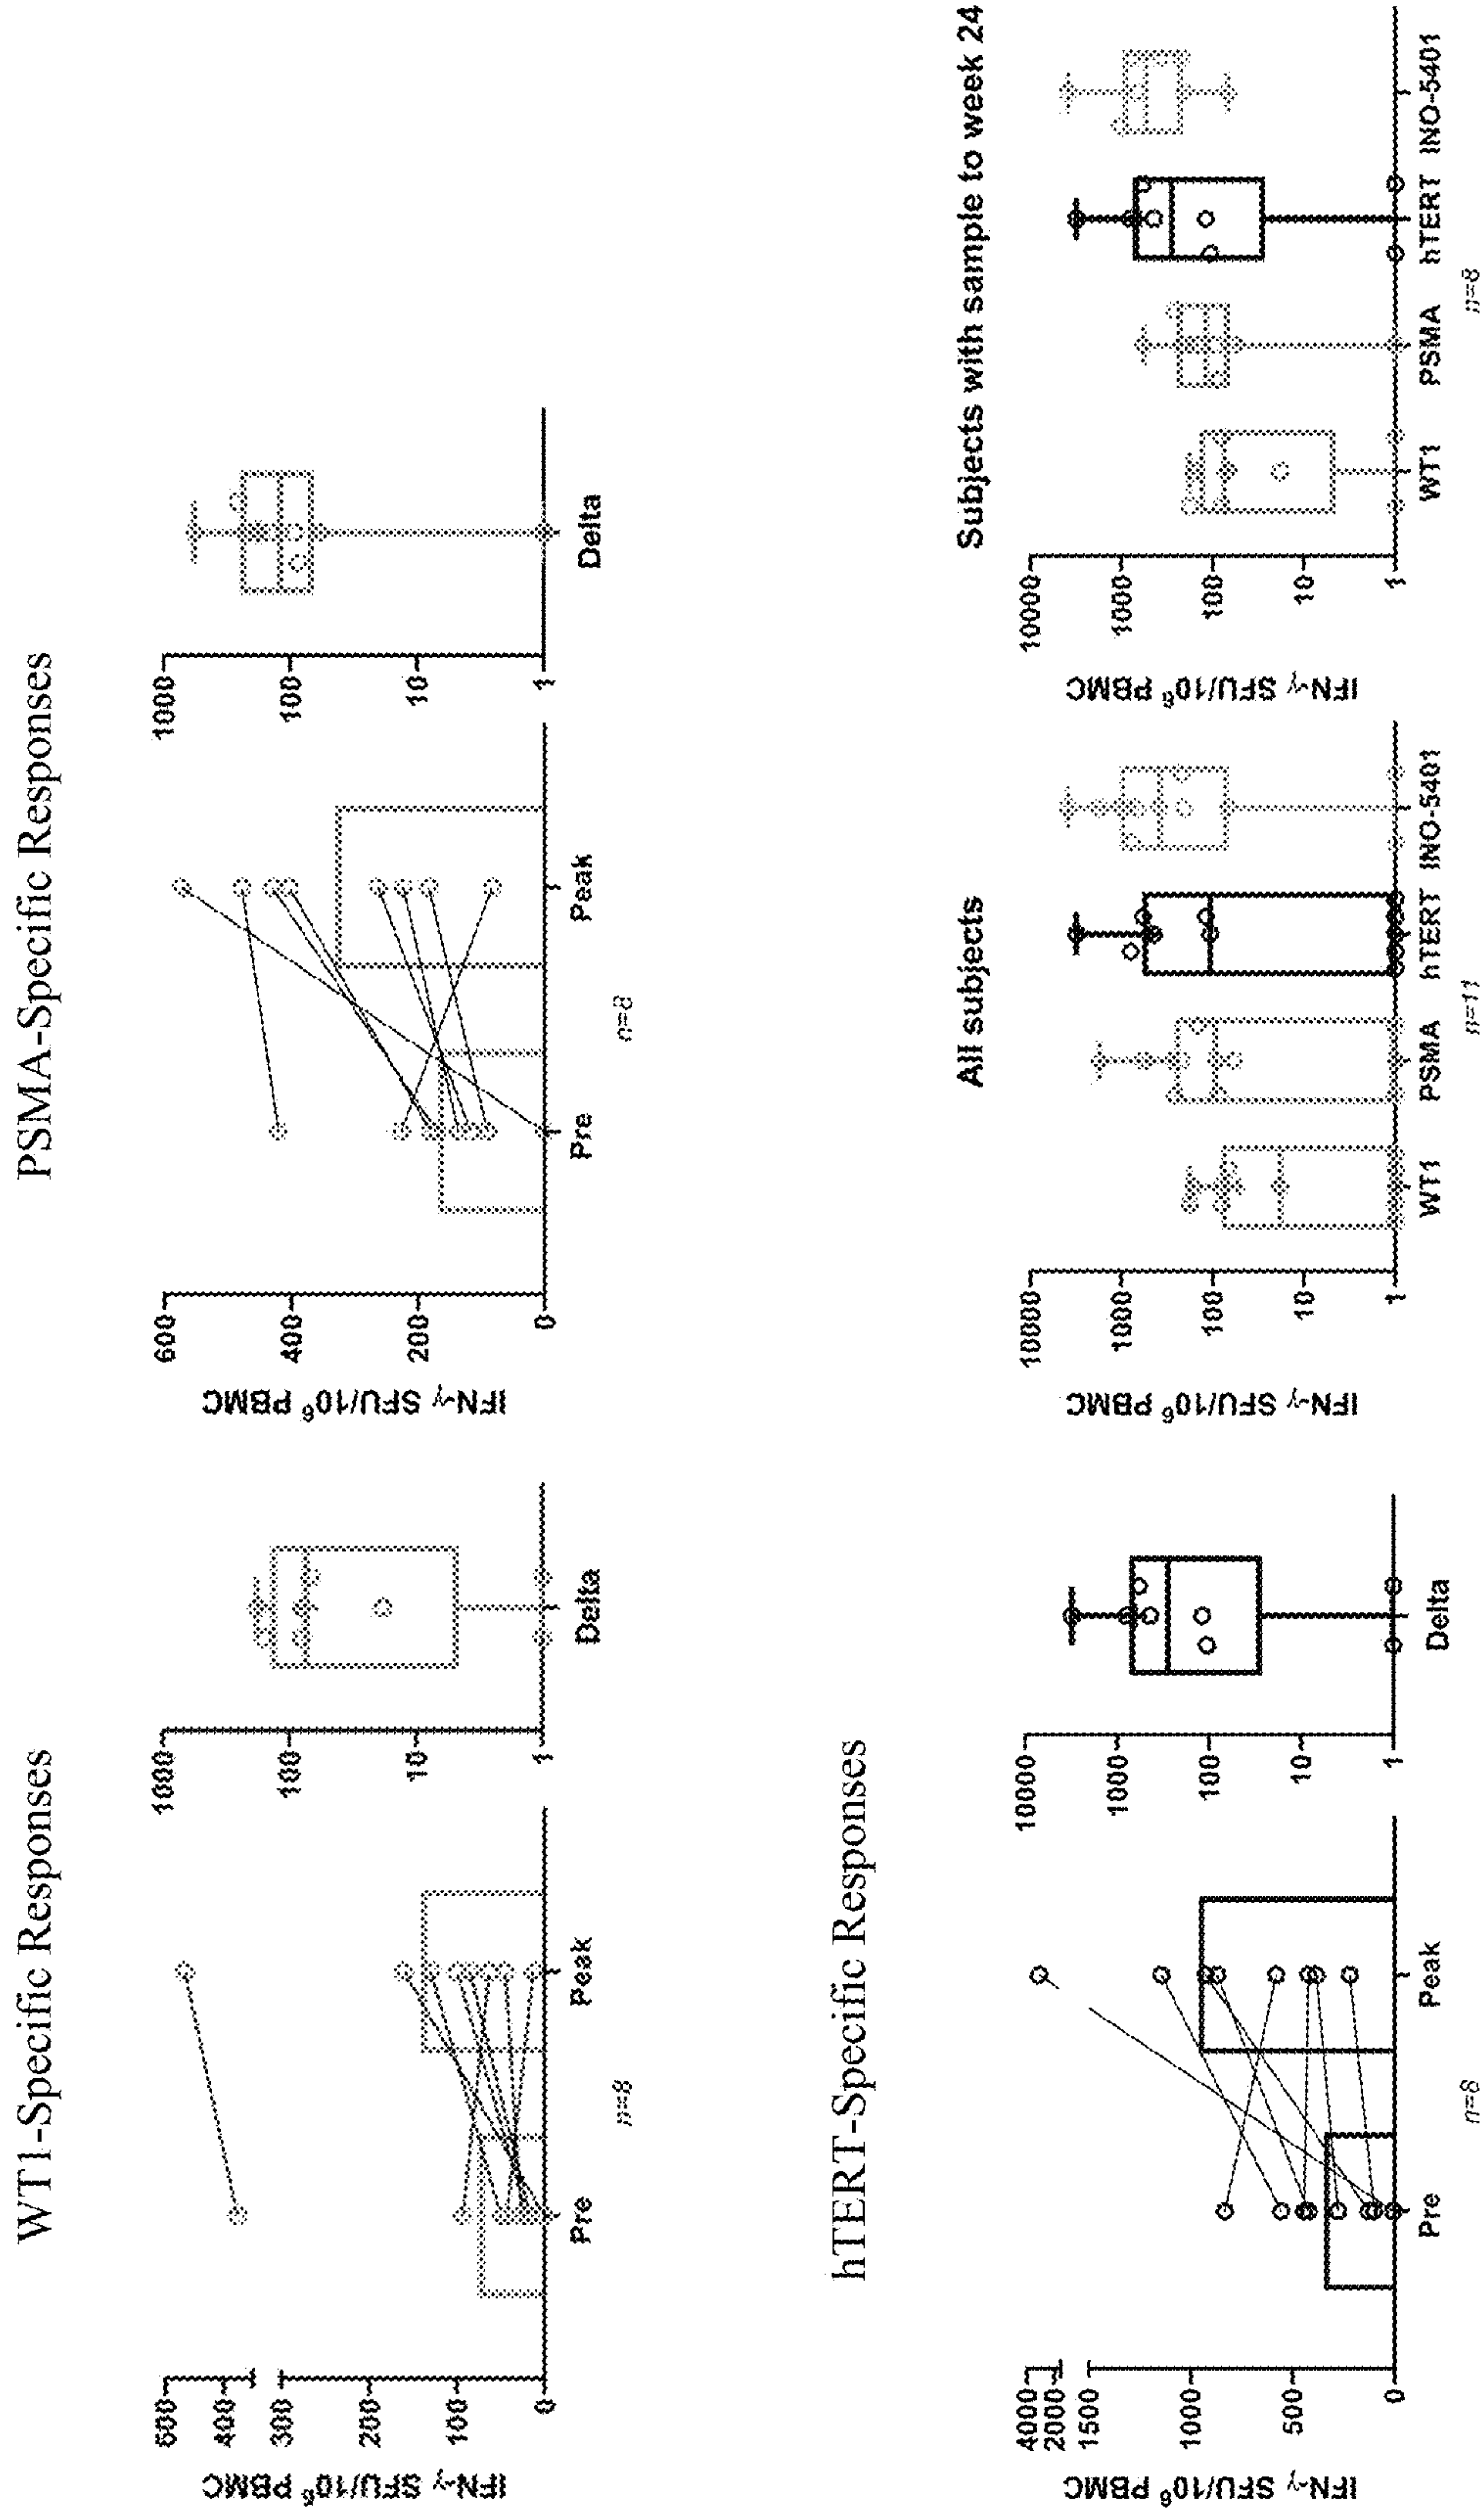 WT1-Specific Responses
IFN-γ SFU/10⁶ PBMC
500
400
300
200
100
0
Pre
Peak
n=8
1000
100
10
1
Delta
PSMA-Specific Responses
IFN-γ SFU/10⁶ PBMC
600
400
200
0
Pre
Peak
n=8
1000
100
10
1
Delta
hTERT-Specific Responses
IFN-γ SFU/10⁶ PBMC
4000
2000
1500
1000
500
0
Pre
Peak
n=8
10000
1000
100
10
1
Delta
All subjects
IFN-γ SFU/10⁶ PBMC
10000
1000
100
10
1
WT1 PSMA hTERT INO-5401
n=11
Subjects with sample to week 24
IFN-γ SFU/10⁶ PBMC
10000
1000
100
10
1
WT1 PSMA hTERT INO-5401
n=8